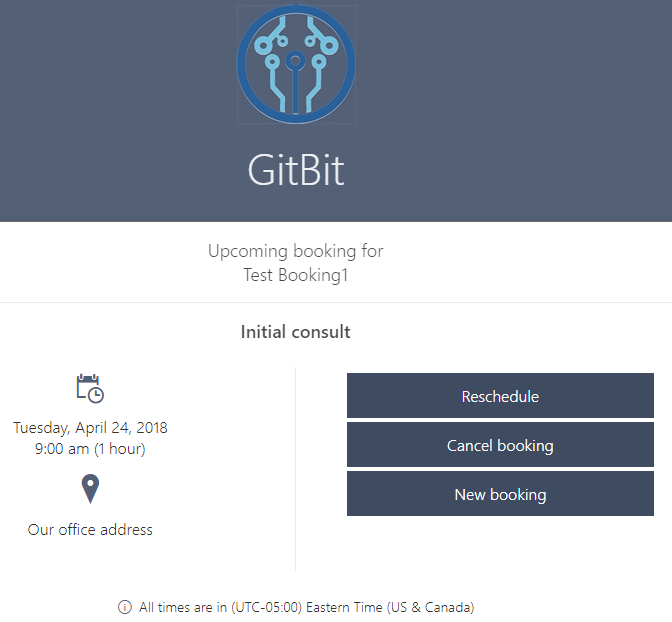 GitBit
Upcoming booking for
Test Booking1
Initial consult
Tuesday, April 24, 2018
9:00 am (1 hour)
Our office address
Reschedule
Cancel booking
New booking
All times are in (UTC-05:00) Eastern Time (US & Canada)